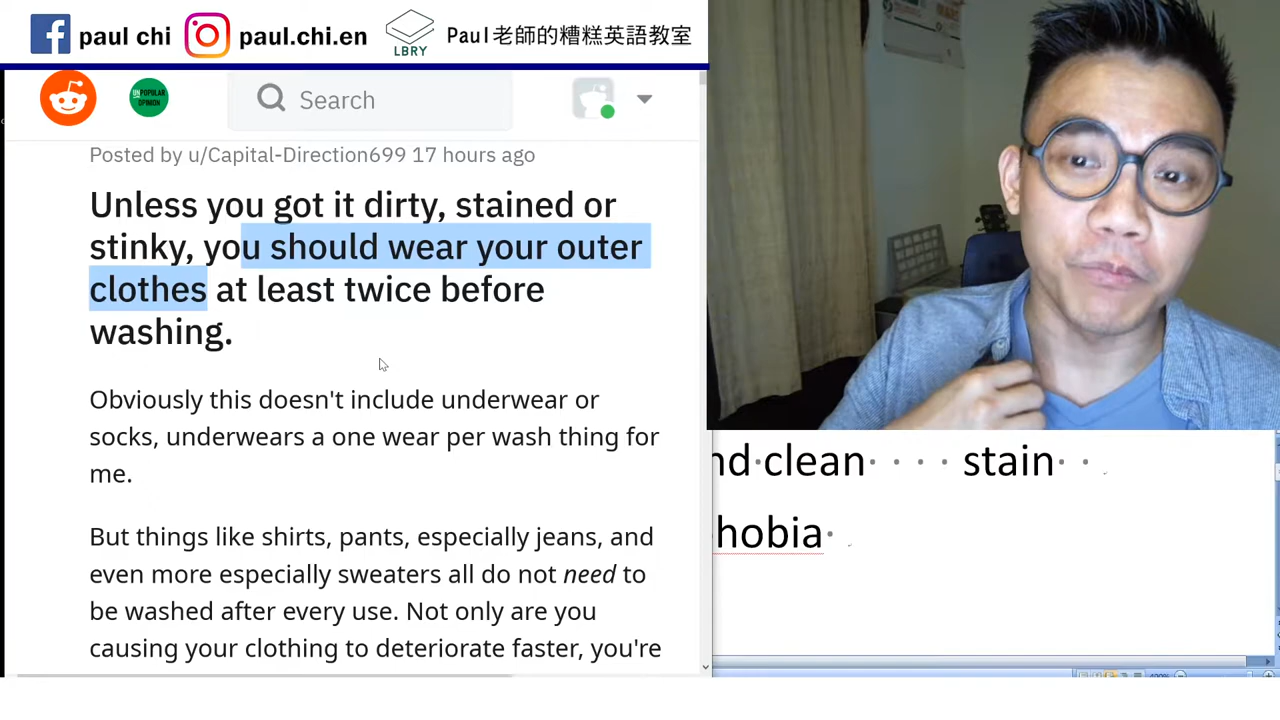 paul chi paul.chi.en LBRY Paul老師的糟糕英語教室
UNPOPULAR OPINION
Search
Posted by u/Capital-Direction699 17 hours ago
Unless you got it dirty, stained or
stinky, you should wear your outer
clothes at least twice before
washing.
Obviously this doesn't include underwear or
socks, underwears a one wear per wash thing for
me.
But things like shirts, pants, especially jeans, and
even more especially sweaters all do not need to
be washed after every use. Not only are you
causing your clothing to deteriorate faster, you're
nd clean stain
phobia